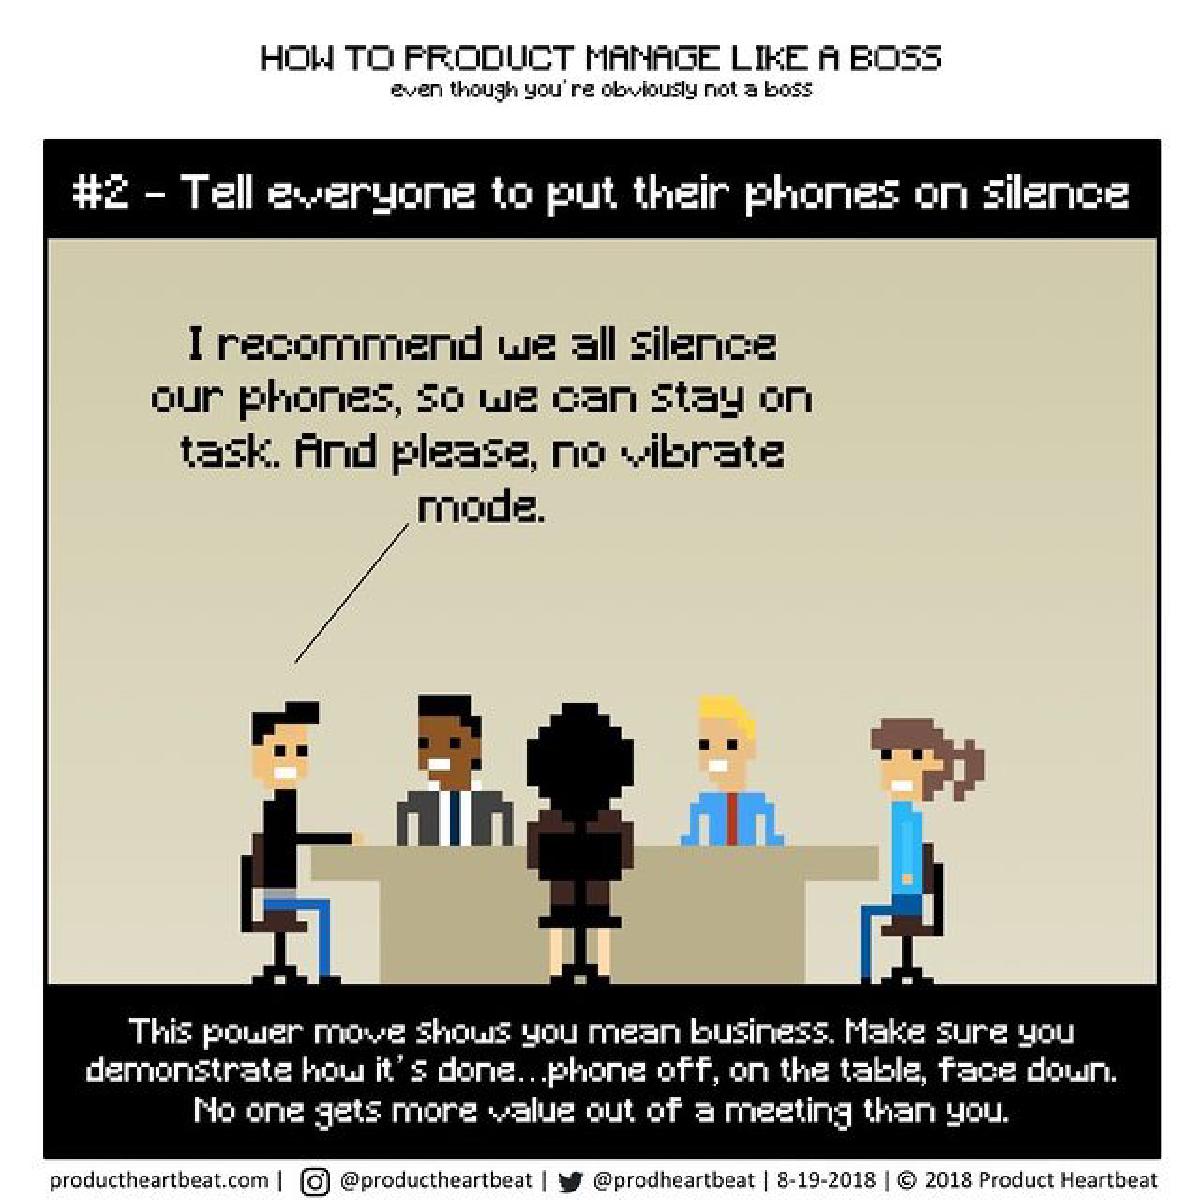 HOW TO PRODUCT MANAGE LIKE A BOSS
even though you're obviously not a boss
#2 - Tell everyone to put their phones on silence
I recommend we all silence
our phones, so we can stay on
task. And please, no vibrate
mode.
This power move shows you mean business. Make sure you
demonstrate how it's done...phone off, on the table, face down.
No one gets more value out of a meeting than you.
productheartbeat.com | @productheartbeat | @prodheartbeat | 8-19-2018 | © 2018 Product Heartbeat